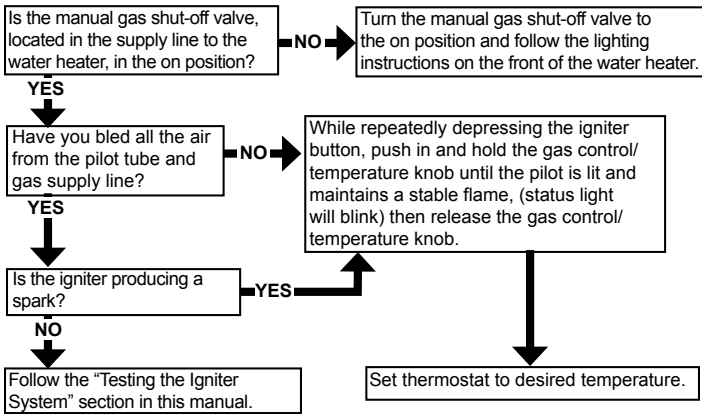 Is the manual gas shut-off valve,
located in the supply line to the
water heater, in the on position?
NO
Turn the manual gas shut-off valve to
the on position and follow the lighting
instructions on the front of the water heater.
YES
Have you bled all the air
from the pilot tube and
gas supply line?
NO
While repeatedly depressing the igniter
button, push in and hold the gas control/
temperature knob until the pilot is lit and
maintains a stable flame, (status light
will blink) then release the gas control/
temperature knob.
YES
Is the igniter producing a
spark?
YES
NO
Follow the “Testing the Igniter
System” section in this manual.
Set thermostat to desired temperature.